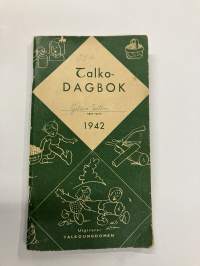 Talko-
DAGBOK
1942
Utgivare:
TALKOUNGDOMEN